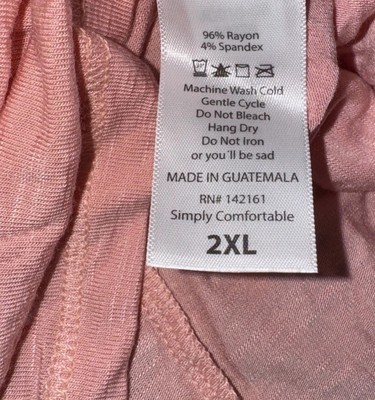 96% Rayon
4% Spandex
Machine Wash Cold
Gentle Cycle
Do Not Bleach
Hang Dry
Do Not Iron
or you´ll be sad
MADE IN GUATEMALA
RN# 142161
Simply Comfortable
2XL